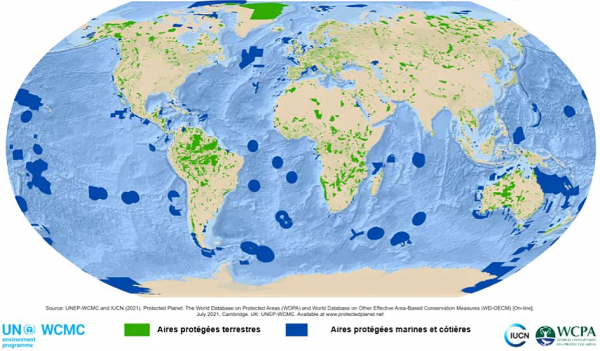 Source: UNEP-WCMC and IUCN (2021). Protected Planet: The World Database on Protected Areas (WDPA) and World Database on Other Effective Area-Based Conservation Measures (WD-OECM) [On-line],
July 2021, Cambridge. UK: UNEP-WCMC. Available at www.protectedplanet.net
UN WCMC
environment
programme
Aires protégées terrestres
Aires protégées marines et côtières
IUCN
WCPA